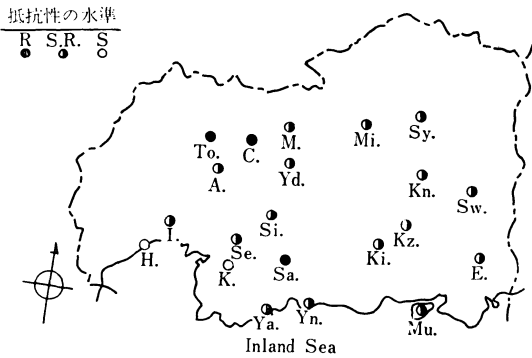 抵抗性の水準
R S.R. S
To. C. M. Mi. Sy.
A. Yd. Kn. Sw.
I. Si. Kz.
H. Se. Ki. E.
K. Sa.
Ya. Yn. Mu.
Inland Sea